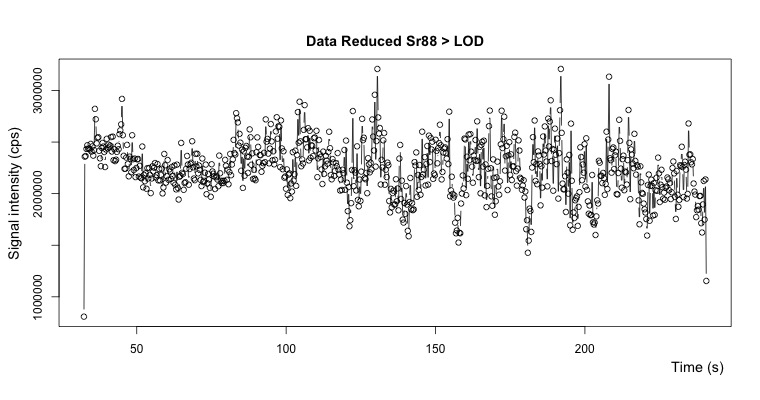 Data Reduced Sr88 > LOD
Signal intensity (cps)
3000000
2000000
1000000
50
100
150
200
Time (s)